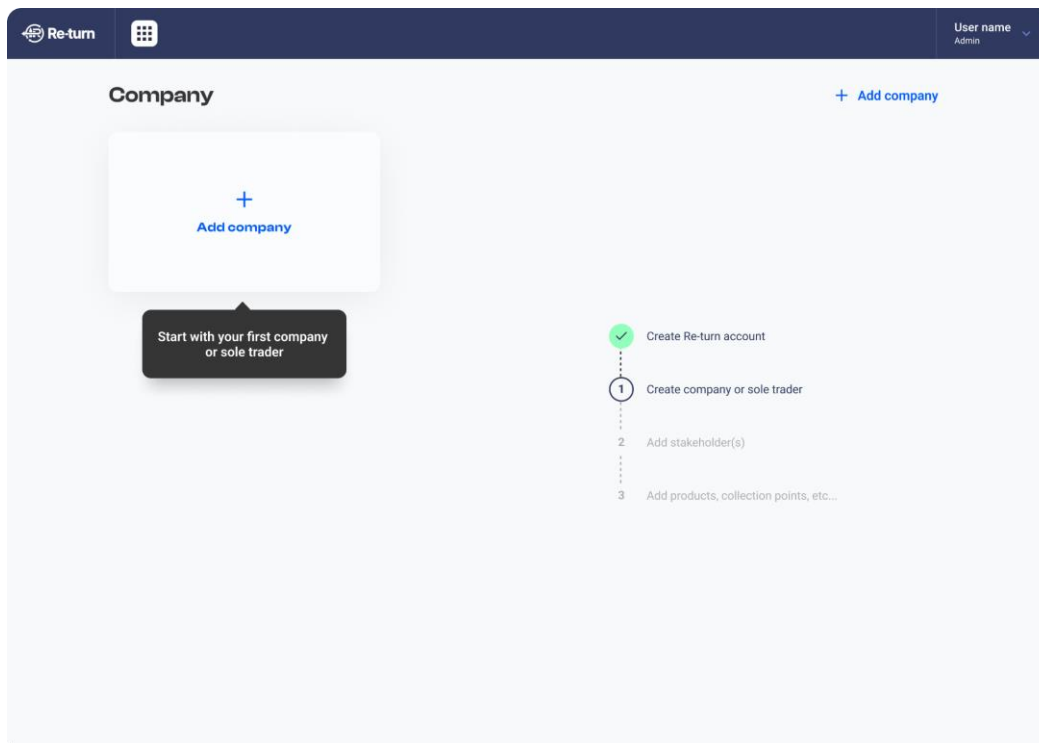 Re-turn
User name
Admin
Company
+ Add company
+
Add company
Start with your first company
or sole trader
Create Re-turn account
1 Create company or sole trader
2 Add stakeholder(s)
3 Add products, collection points, etc...